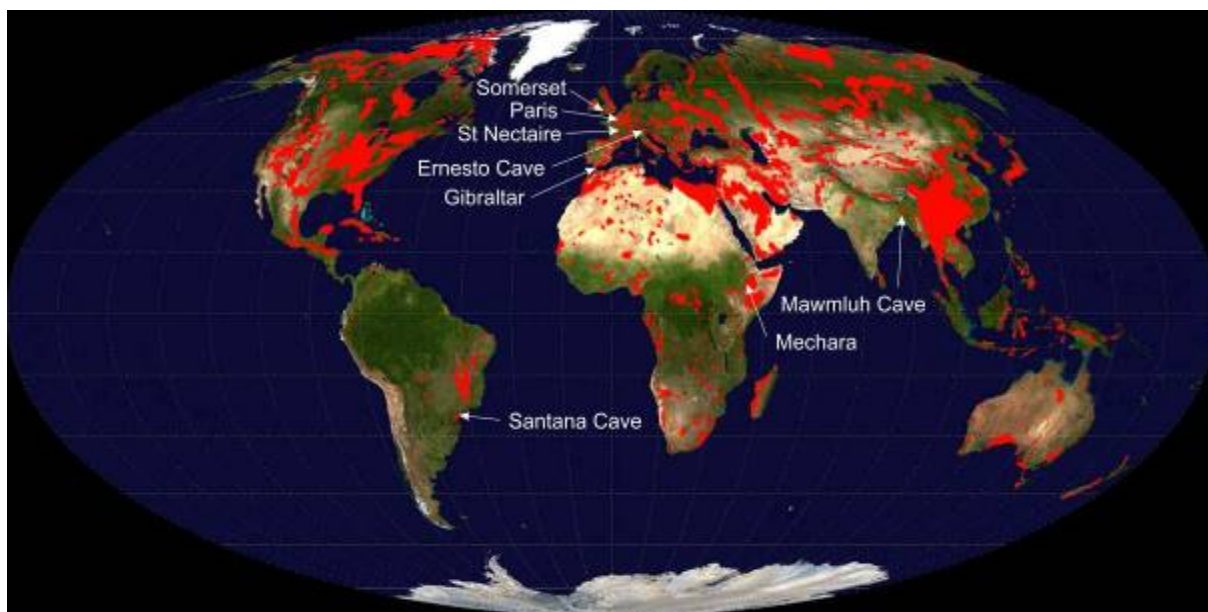 Somerset
Paris
St Nectaire
Ernesto Cave
Gibraltar
Mawmluh Cave
Mechara
Santana Cave